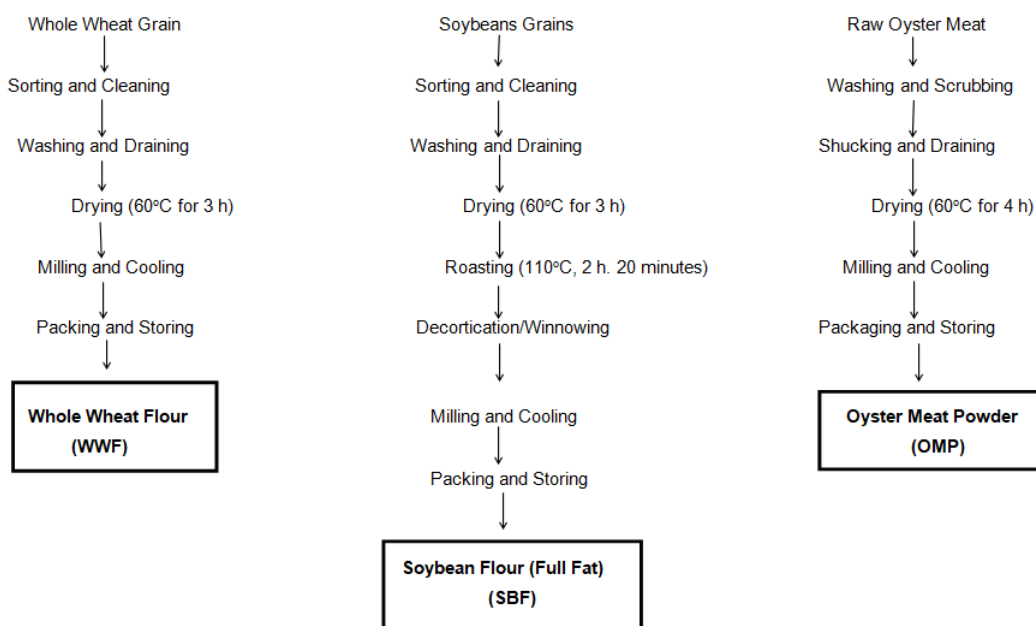 Whole Wheat Grain
Sorting and Cleaning
Washing and Draining
Drying (60°C for 3 h)
Milling and Cooling
Packing and Storing
Whole Wheat Flour
(WWF)
Soybeans Grains
Sorting and Cleaning
Washing and Draining
Drying (60°C for 3 h)
Roasting (110°C, 2 h. 20 minutes)
Decortication/Winnowing
Milling and Cooling
Packing and Storing
Soybean Flour (Full Fat)
(SBF)
Raw Oyster Meat
Washing and Scrubbing
Shucking and Draining
Drying (60°C for 4 h)
Milling and Cooling
Packaging and Storing
Oyster Meat Powder
(OMP)